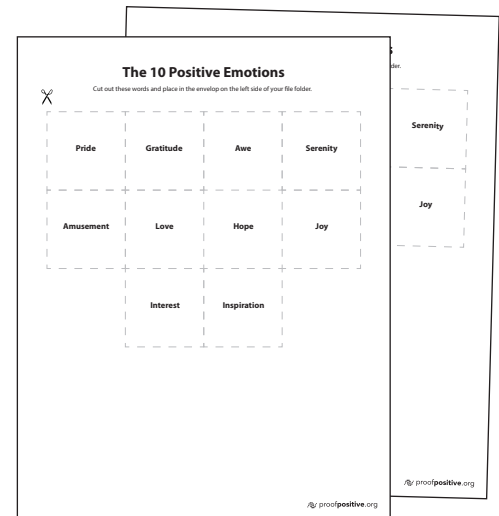 The 10 Positive Emotions
Cut out these words and place in the envelop on the left side of your file folder.
Pride Gratitude Awe Serenity
Amusement Love Hope Joy
Interest Inspiration
proofpositive.org
der.
Serenity
Joy
proofpositive.org